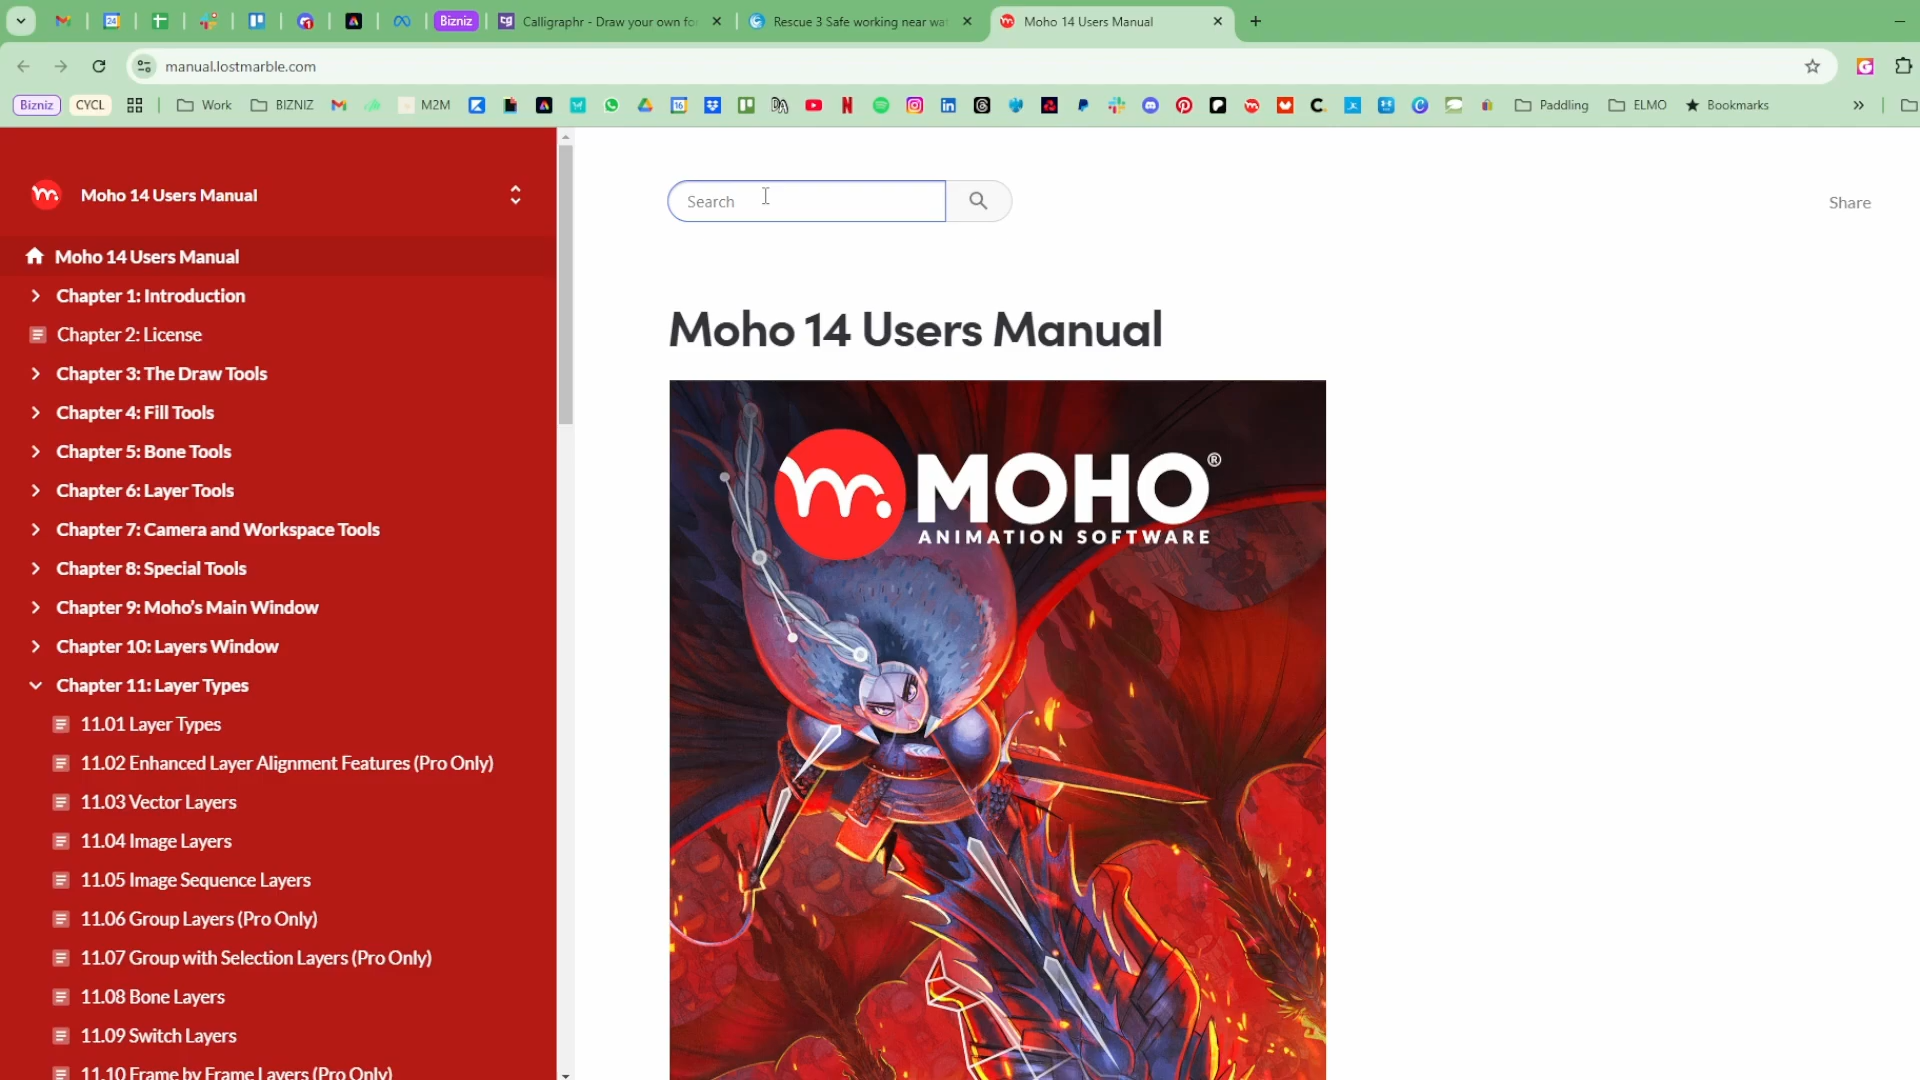 Bizniz
Calligraphr - Draw your own fo
Rescue 3 Safe working near wa
Moho 14 Users Manual
manual.lostmarble.com
Bizniz
CYCL
Work
BIZNIZ
M2M
Paddling
ELMO
Bookmarks
Moho 14 Users Manual
Search
Share
Moho 14 Users Manual
Chapter 1: Introduction
Chapter 2: License
Chapter 3: The Draw Tools
Chapter 4: Fill Tools
Chapter 5: Bone Tools
Chapter 6: Layer Tools
Chapter 7: Camera and Workspace Tools
Chapter 8: Special Tools
Chapter 9: Moho's Main Window
Chapter 10: Layers Window
Chapter 11: Layer Types
11.01 Layer Types
11.02 Enhanced Layer Alignment Features (Pro Only)
11.03 Vector Layers
11.04 Image Layers
11.05 Image Sequence Layers
11.06 Group Layers (Pro Only)
11.07 Group with Selection Layers (Pro Only)
11.08 Bone Layers
11.09 Switch Layers
11.10 Frame by Frame Layers (Pro Only)
Moho 14 Users Manual
m.
MOHO®
ANIMATION SOFTWARE